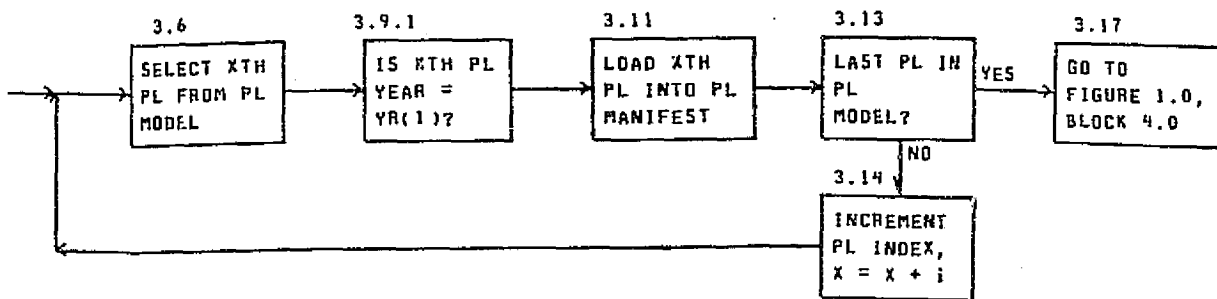 3.6
SELECT XTH
PL FROM PL
MODEL
3.9.1
IS XTH PL
YEAR =
YR(1)?
3.11
LOAD XTH
PL INTO PL
MANIFEST
3.13
LAST PL IN
PL
MODEL?
YES
3.17
GO TO
FIGURE 1.0,
BLOCK 4.0
NO
3.14
INCREMENT
PL INDEX,
X = X + i